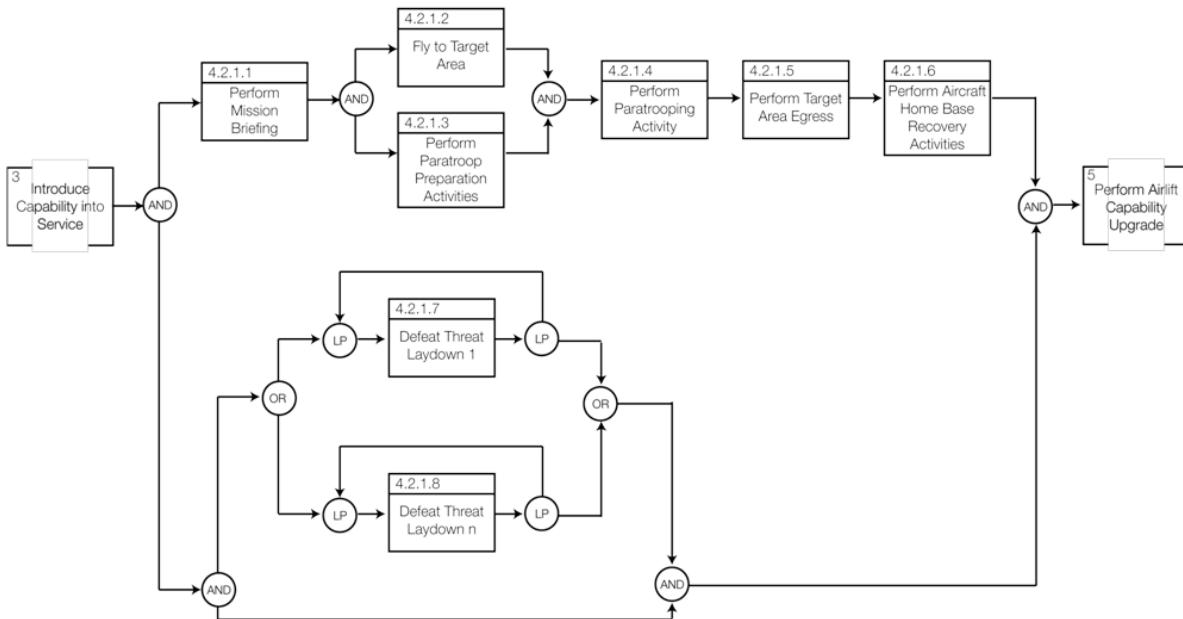 4.2.1.2
Fly to Target
Area
4.2.1.1
Perform
Mission
Briefing
AND
AND
4.2.1.3
Perform
Paratroop
Preparation
Activities
4.2.1.4
Perform
Paratrooping
Activity
4.2.1.5
Perform Target
Area Egress
4.2.1.6
Perform Aircraft
Home Base
Recovery
Activities
3
Introduce
Capability into
Service
AND
AND
5
Perform Airlift
Capability
Upgrade
4.2.1.7
Defeat Threat
Laydown 1
LP
LP
OR
OR
4.2.1.8
Defeat Threat
Laydown n
LP
LP
AND
AND